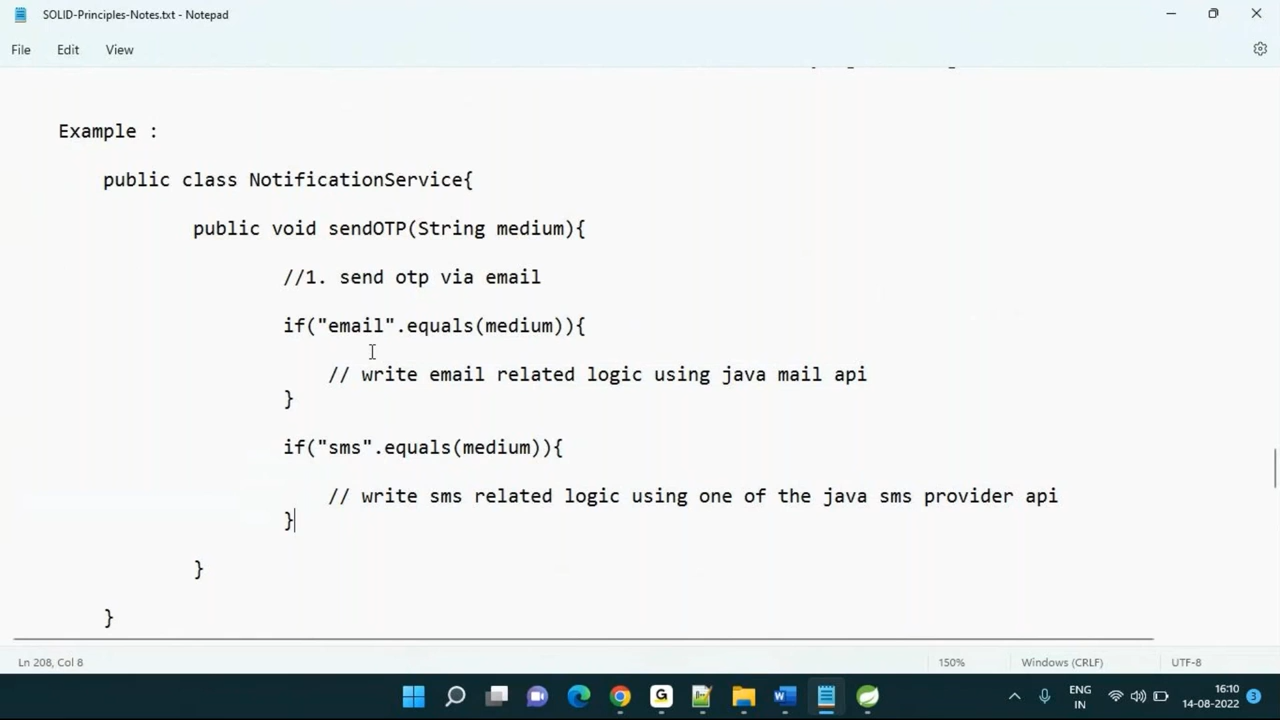 SOLID-Principles-Notes.txt - Notepad
File Edit View
Example :
public class NotificationService{
public void sendOTP(String medium){
//1. send otp via email
if("email".equals(medium)){
// write email related logic using java mail api
}
if("sms".equals(medium)){
// write sms related logic using one of the java sms provider api
}
}
}
Ln 208, Col 8 150% Windows (CRLF) UTF-8
ENG 16:10
IN 14-08-2022 3